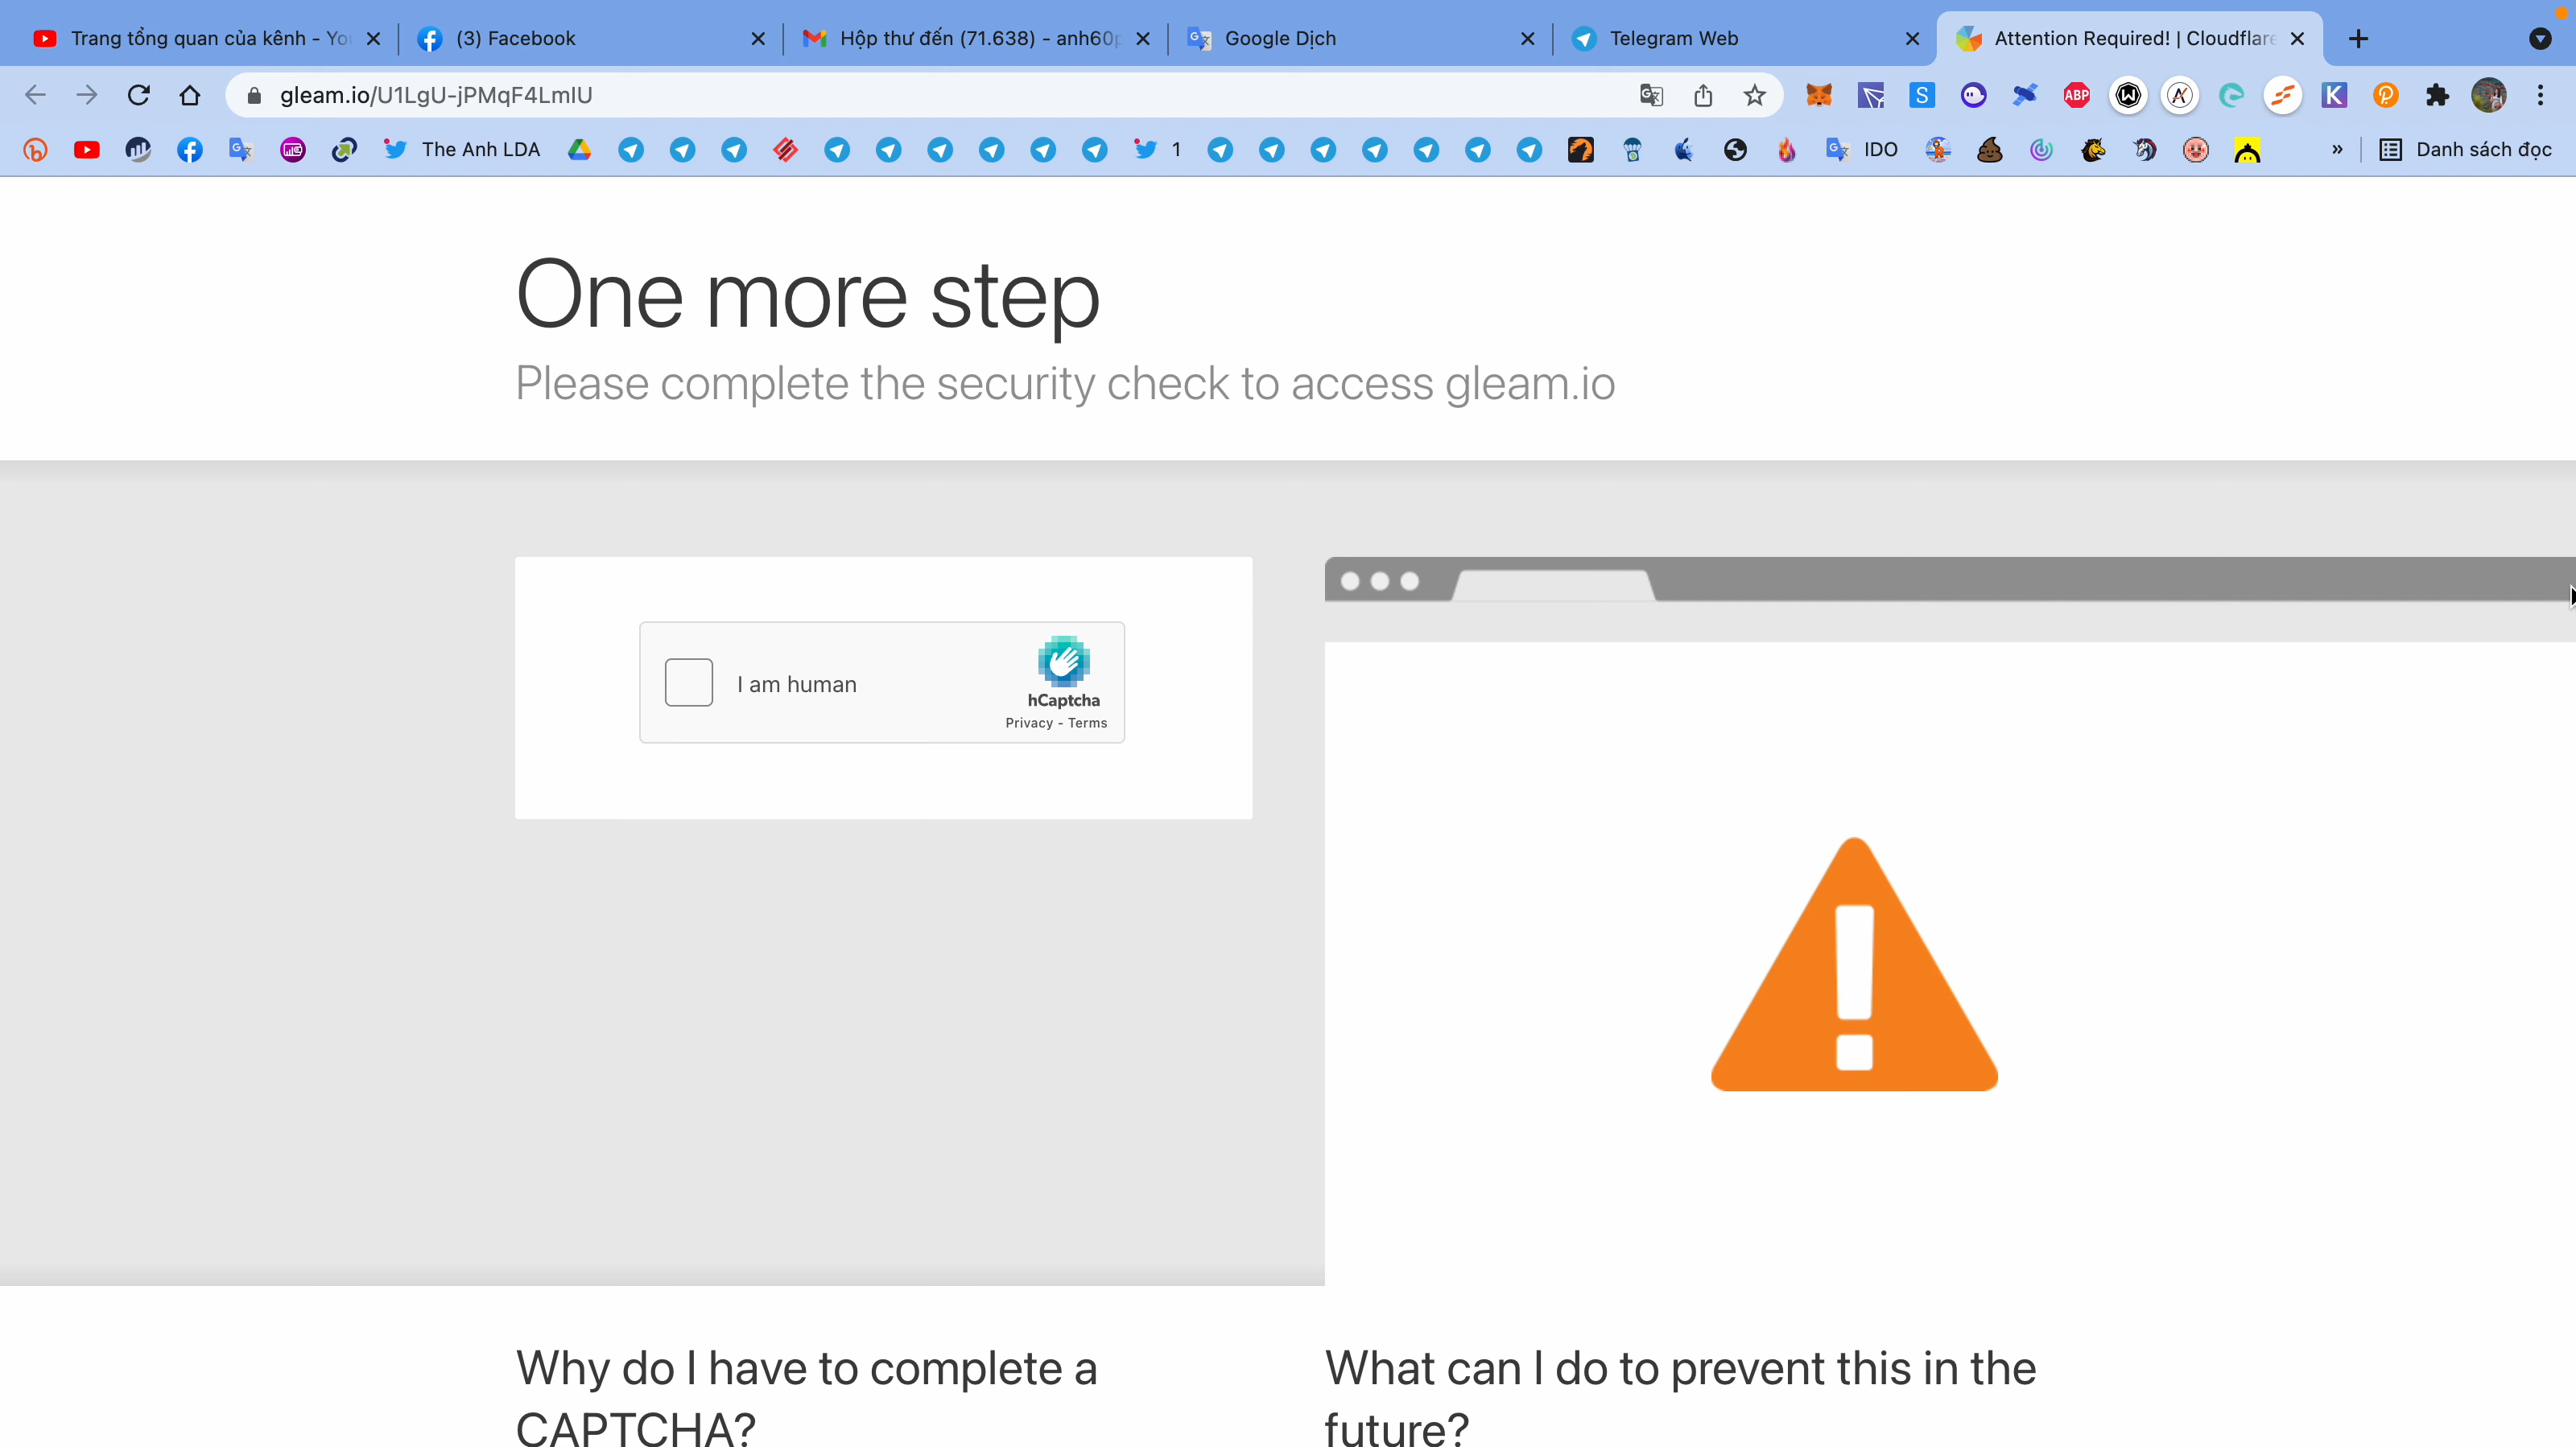 Trang tổng quan của kênh - You
(3) Facebook
Hộp thư đến (71.638) - anh60p
Google Dịch
Telegram Web
Attention Required! | Cloudflare
gleam.io/U1LgU-jPMqF4LmIU
S
ABP
K
The Anh LDA
1
IDO
»
Danh sách đọc
One more step
Please complete the security check to access gleam.io
I am human
hCaptcha
Privacy - Terms
Why do I have to complete a
CAPTCHA?
What can I do to prevent this in the
future?